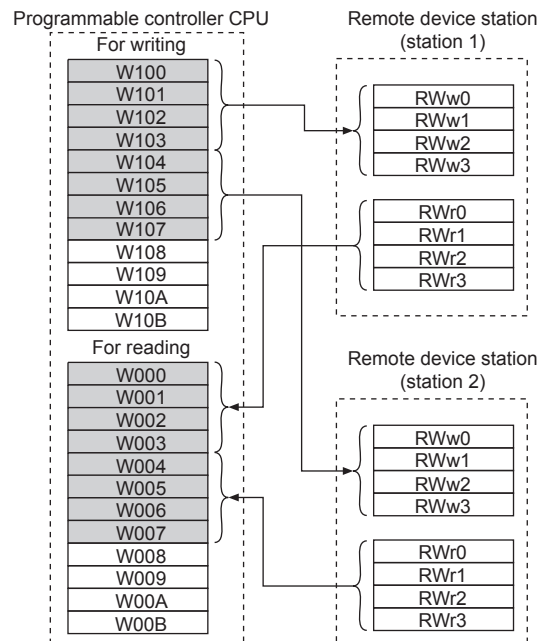 Programmable controller CPU
For writing
W100
W101
W102
W103
W104
W105
W106
W107
W108
W109
W10A
W10B
For reading
W000
W001
W002
W003
W004
W005
W006
W007
W008
W009
W00A
W00B
Remote device station
(station 1)
RWw0
RWw1
RWw2
RWw3
RWr0
RWr1
RWr2
RWr3
Remote device station
(station 2)
RWw0
RWw1
RWw2
RWw3
RWr0
RWr1
RWr2
RWr3